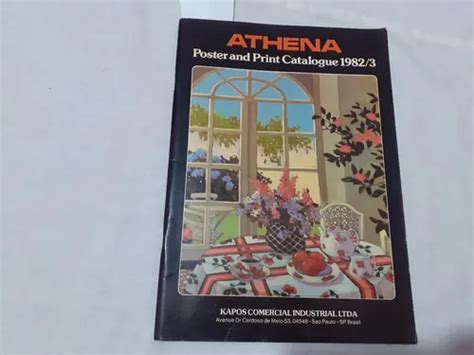 ATHENA
Poster and Print Catalogue 1982/3
KAPOS COMERCIAL INDUSTRIAL LTDA
Avenue Dr Cardoso de Melo 53, 04548 - Sao Paulo - SP Brasil